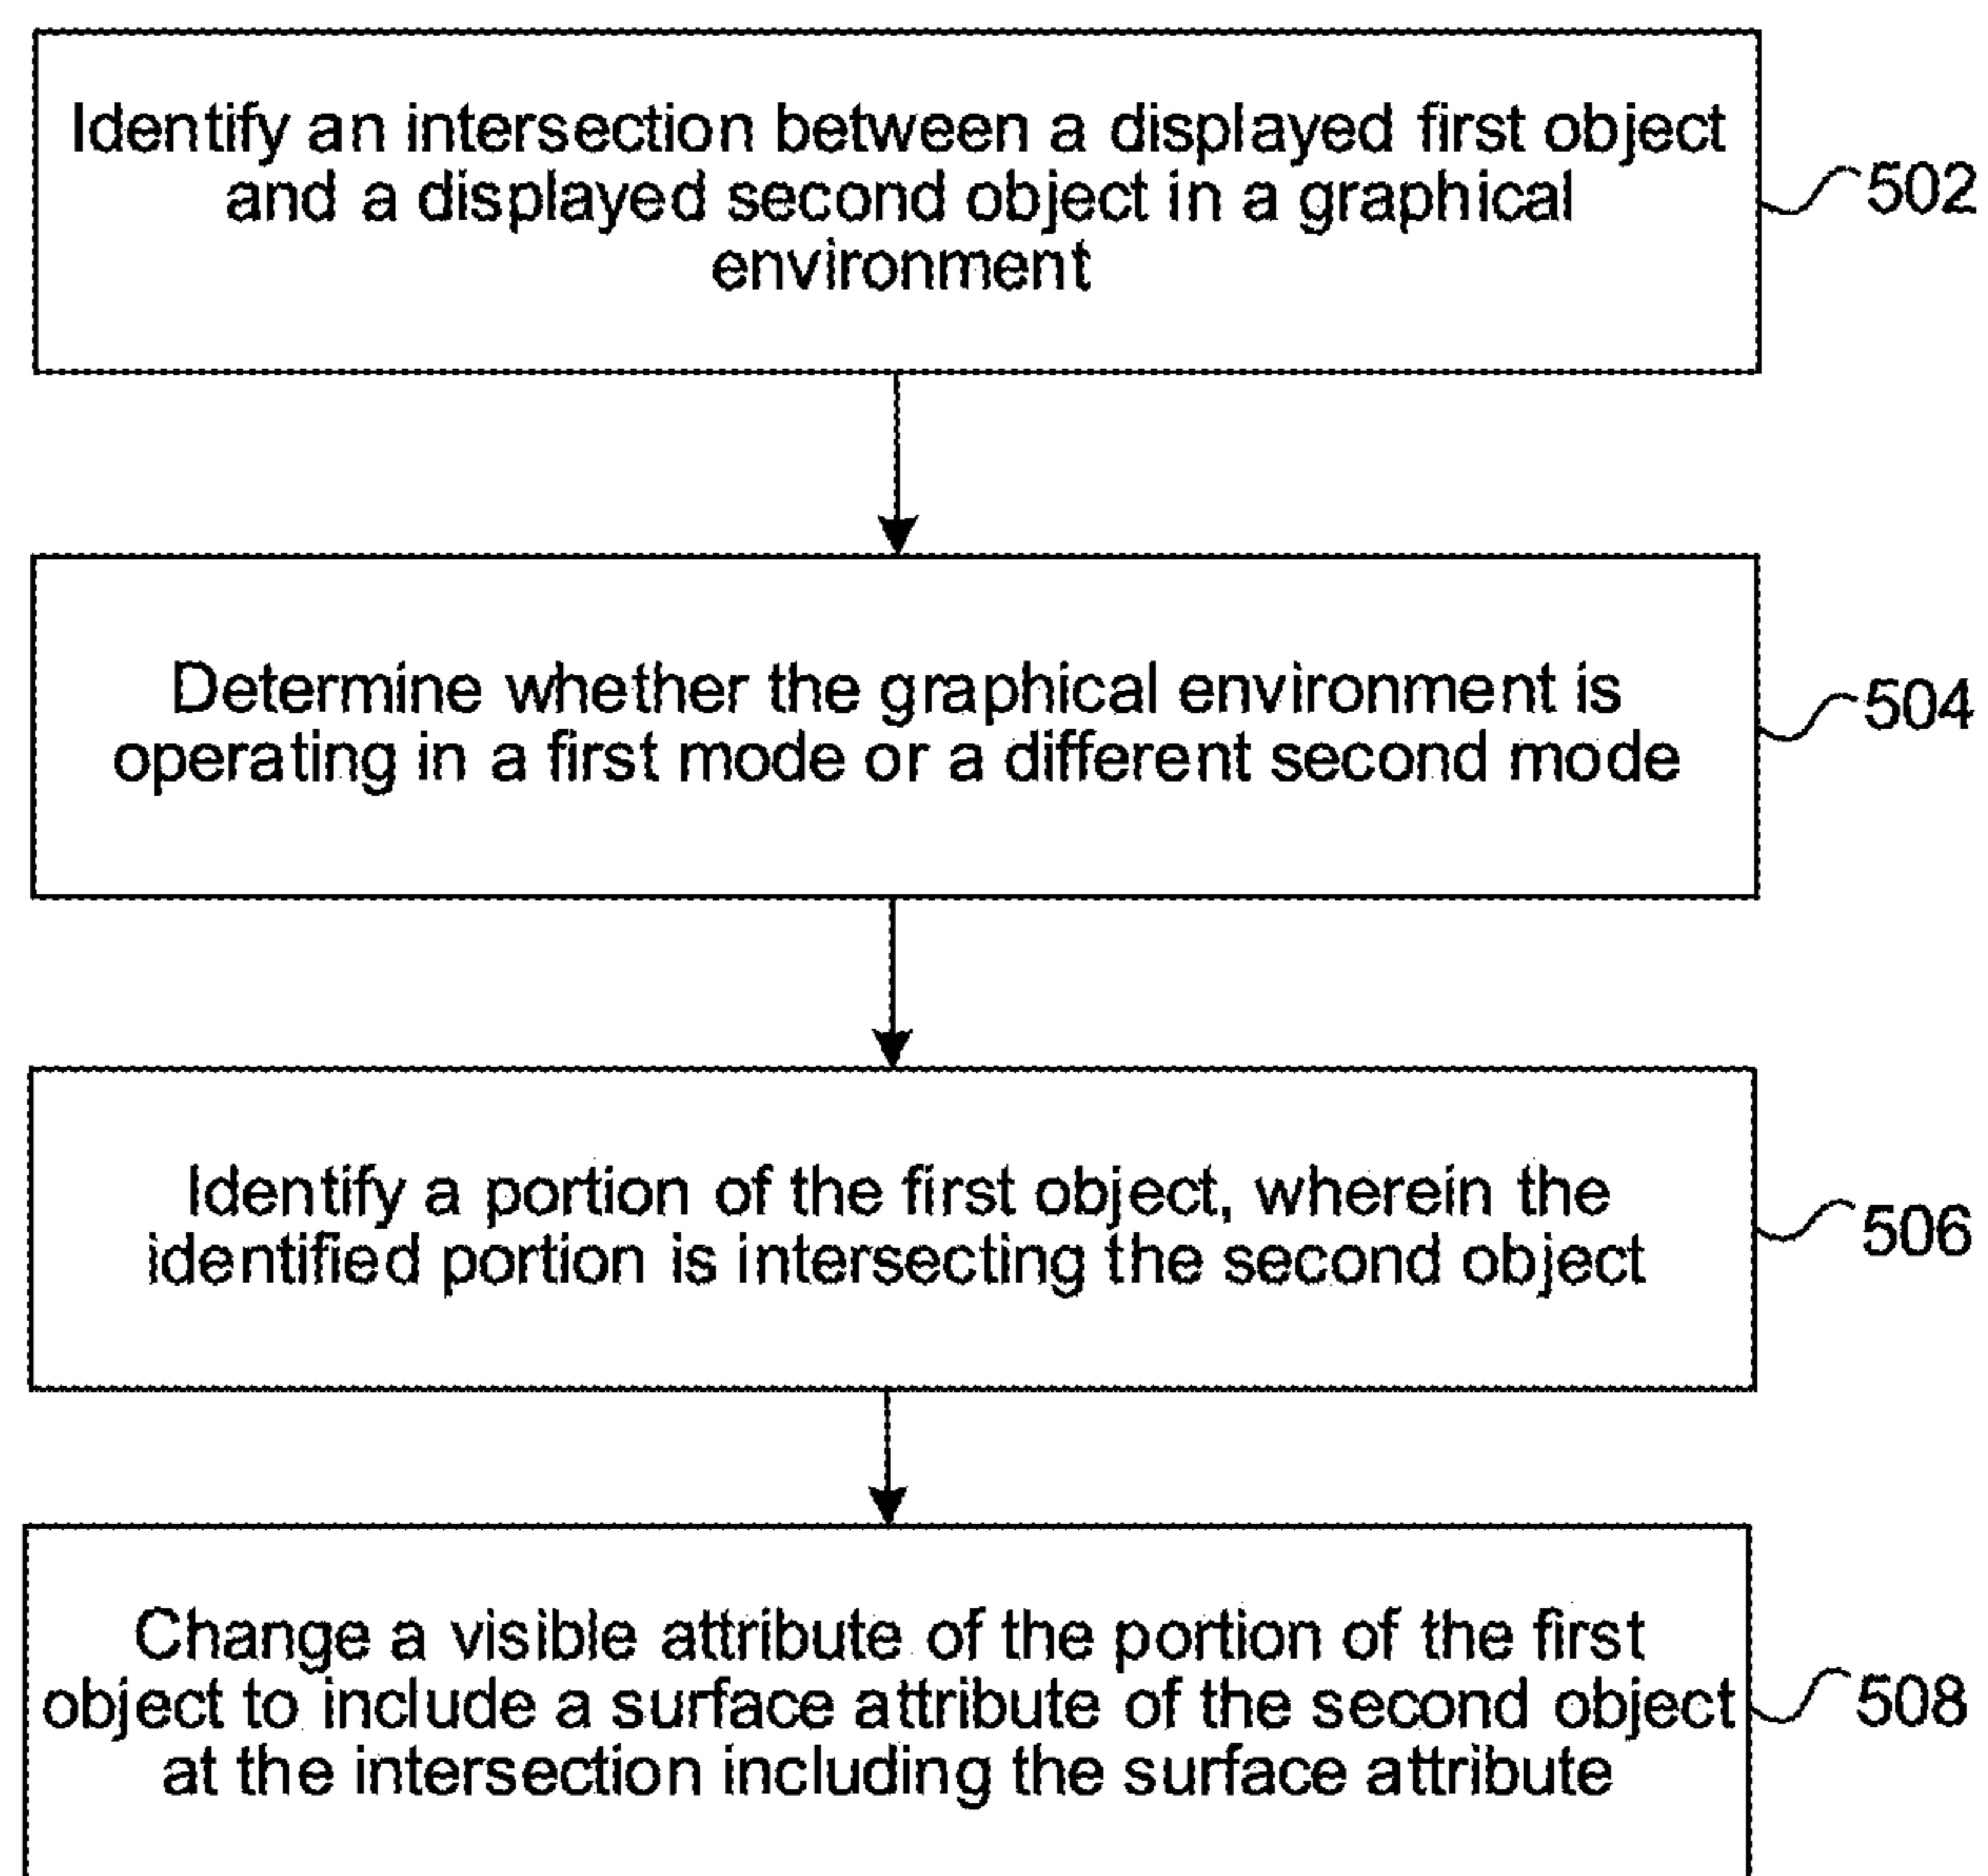 Identify an intersection between a displayed first object
and a displayed second object in a graphical
environment
502
Determine whether the graphical environment is
operating in a first mode or a different second mode
504
Identify a portion of the first object, wherein the
identified portion is intersecting the second object
506
Change a visible attribute of the portion of the first
object to include a surface attribute of the second object
at the intersection including the surface attribute
508